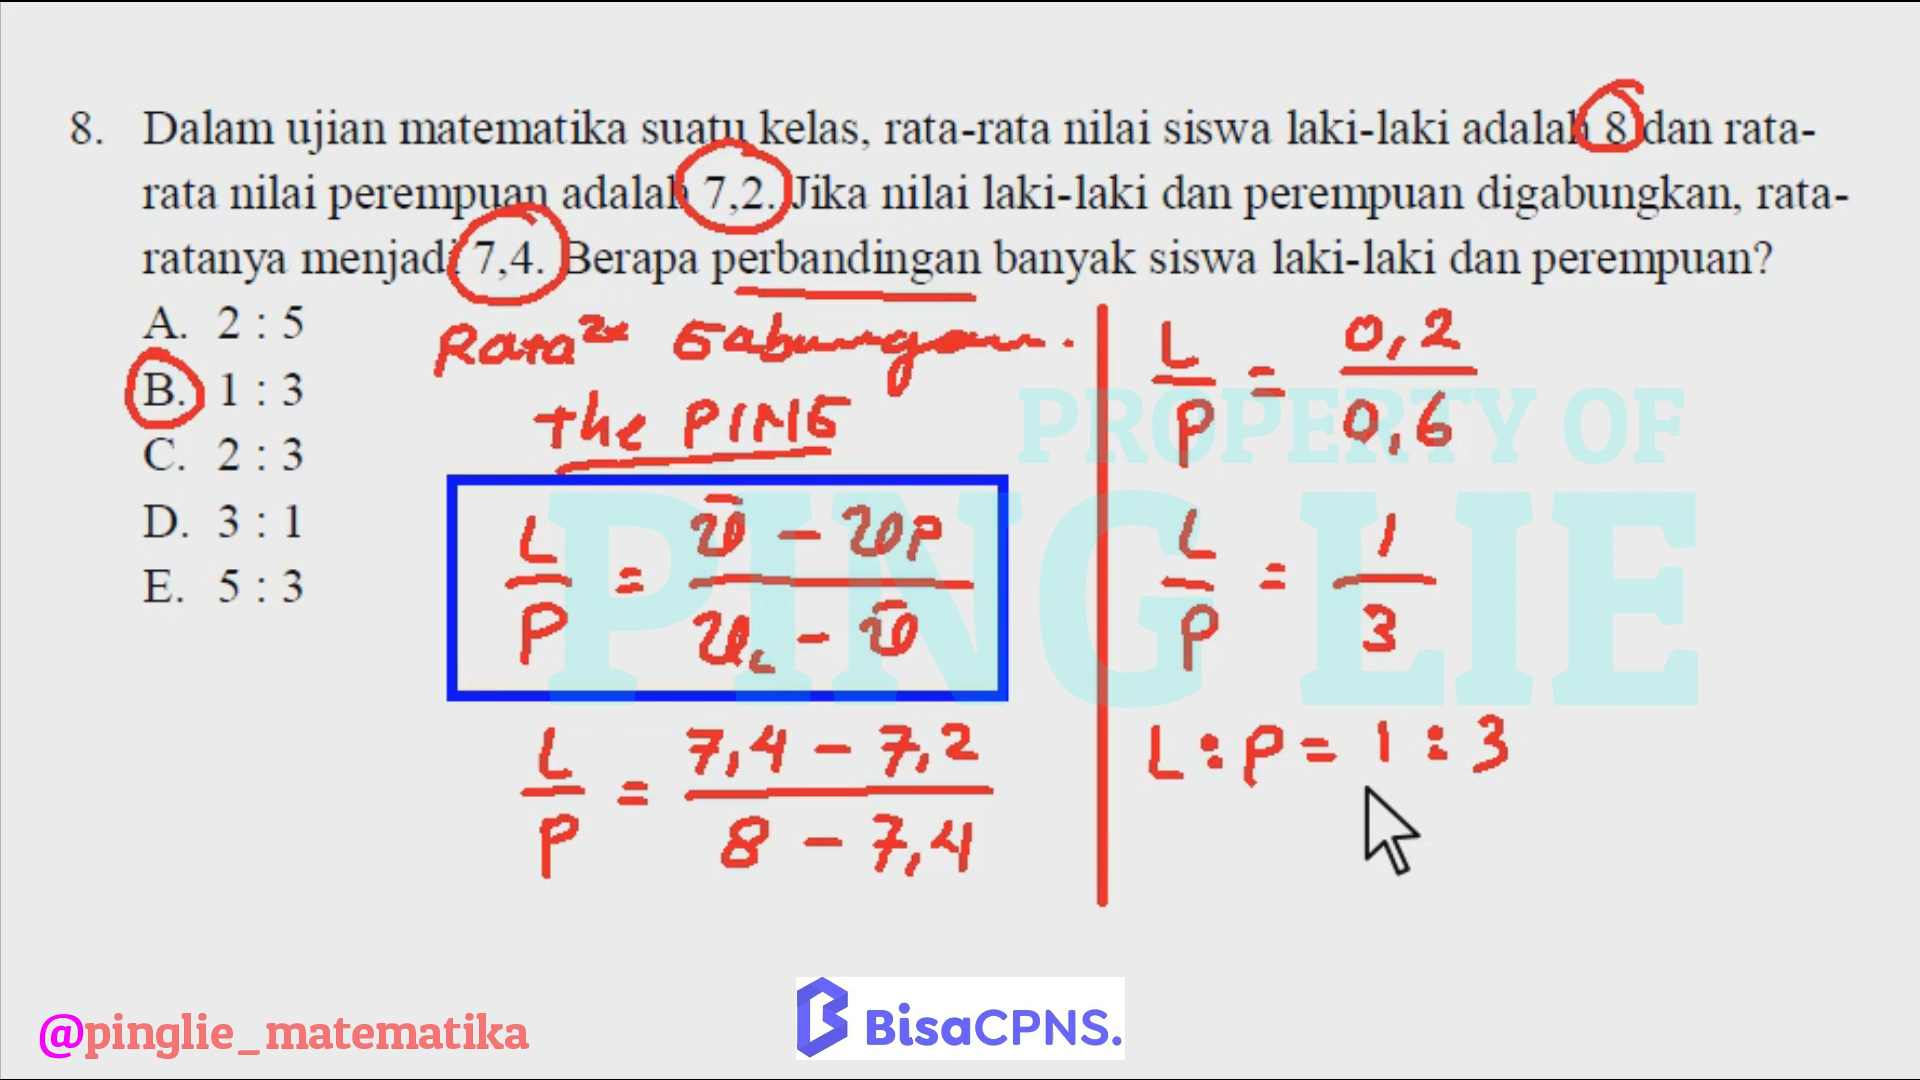 8. Dalam ujian matematika suatu kelas, rata-rata nilai siswa laki-laki adalah 8 dan rata-
rata nilai perempuan adalah 7,2. Jika nilai laki-laki dan perempuan digabungkan, rata-
ratanya menjadi 7,4. Berapa perbandingan banyak siswa laki-laki dan perempuan?
A. 2 : 5
B. 1 : 3
C. 2 : 3
D. 3 : 1
E. 5 : 3
Rata² Gabungan.
the PING
L/P = (x̄ - x̄P)/(x̄L - x̄)
L/P = (7,4 - 7,2)/(8 - 7,4)
L/P = 0,2/0,6
L/P = 1/3
L : P = 1 : 3
PROPERTY OF
PING LIE
@pinglie_matematika
BisaCPNS.